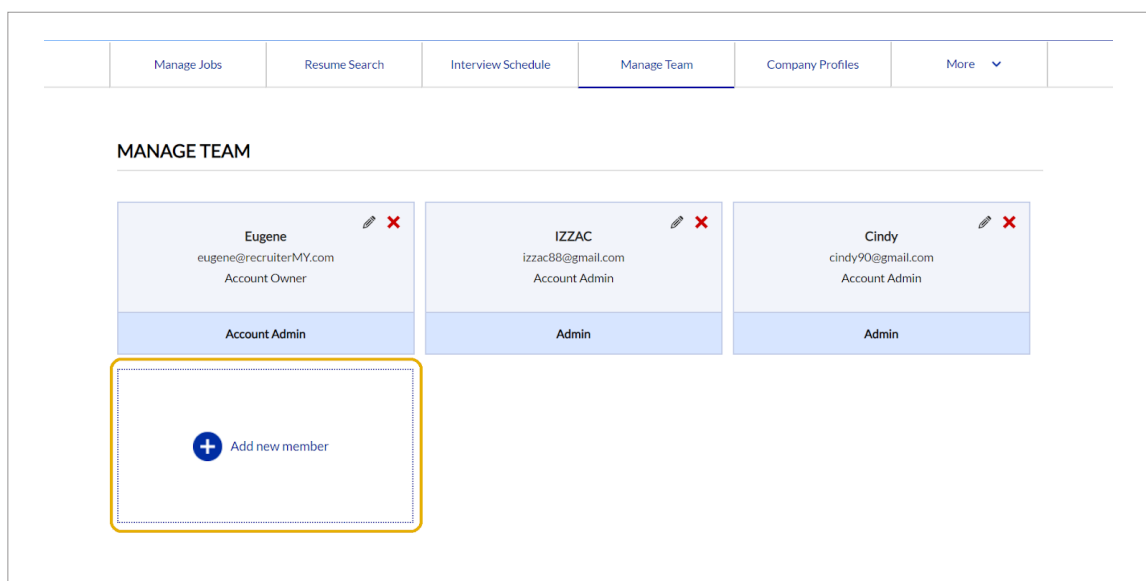 Manage Jobs
Resume Search
Interview Schedule
Manage Team
Company Profiles
More
MANAGE TEAM
Eugene
eugene@recruiterMY.com
Account Owner
Account Admin
IZZAC
izzac88@gmail.com
Account Admin
Admin
Cindy
cindy90@gmail.com
Account Admin
Admin
Add new member